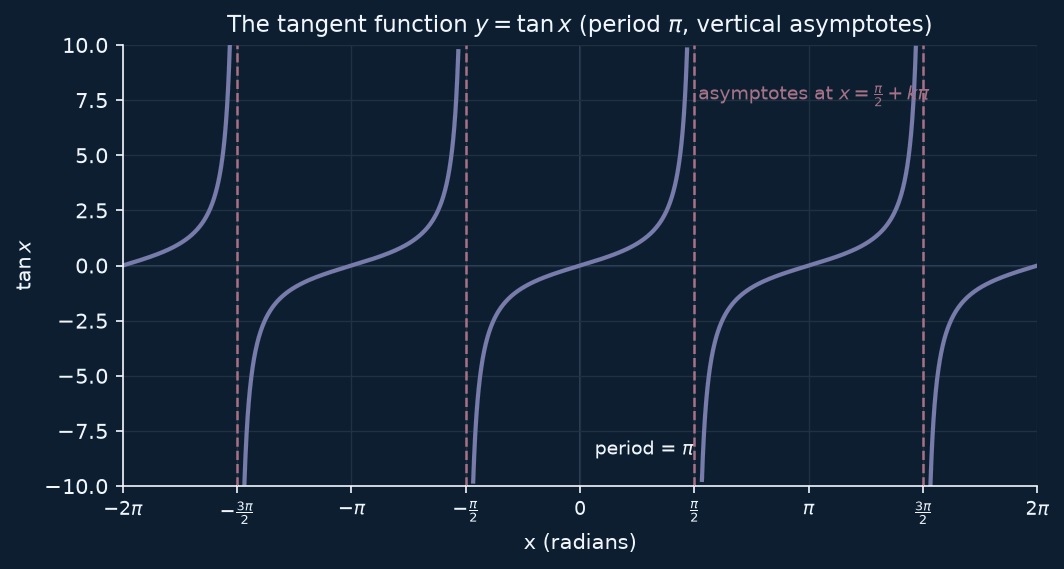 The tangent function y = tan x (period π, vertical asymptotes)
10.0
7.5
5.0
2.5
0.0
−2.5
−5.0
−7.5
−10.0
tan x
asymptotes at x = π/2 + kπ
period = π
−2π
−3π/2
−π
−π/2
0
π/2
π
3π/2
2π
x (radians)